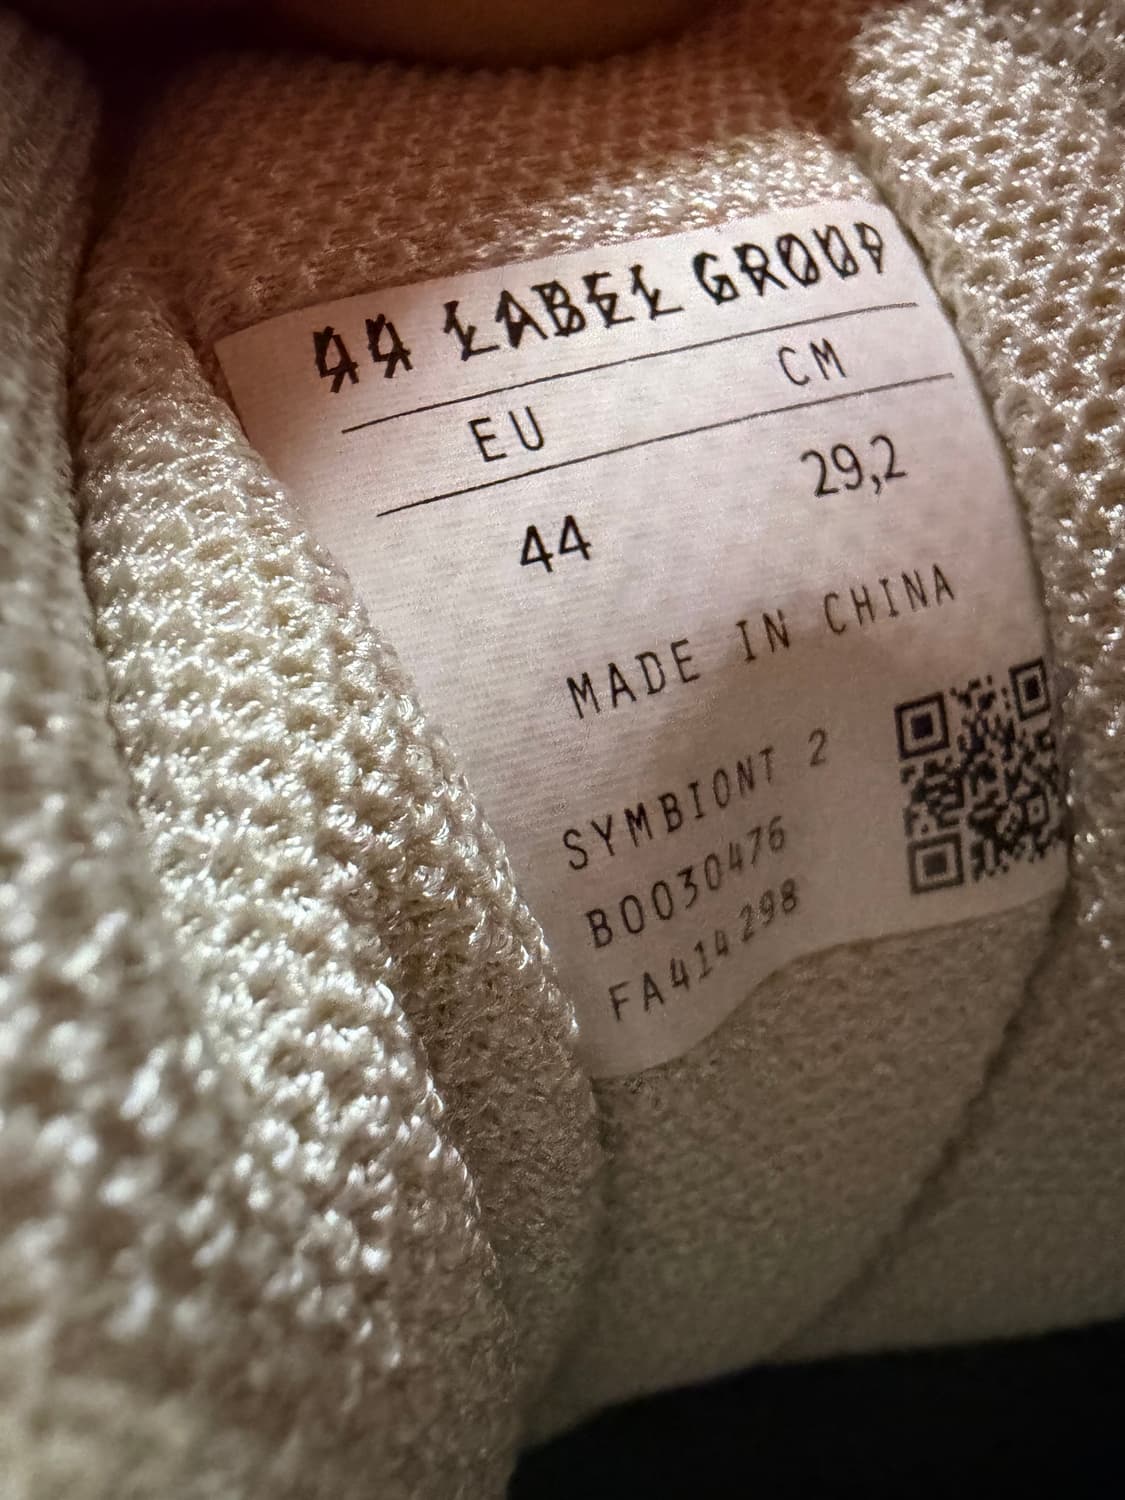 44 LABEL GROUP
EU CM
44 29,2
MADE IN CHINA
SYMBIONT 2
B0030476
FA414298